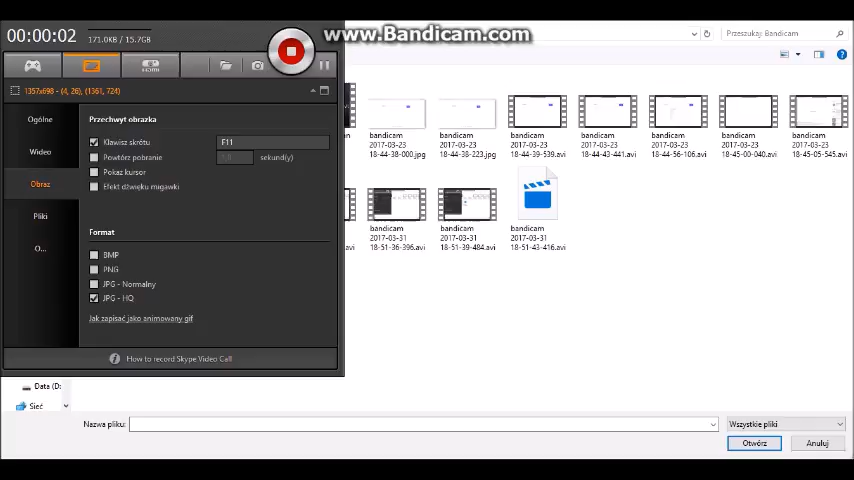 00:00:02
171.0KB / 15.7GB
www.Bandicam.com
Przeszukaj: Bandicam
HDMI
1357x698 - (4, 26), (1361, 724)
Ogólne
Wideo
Obraz
Pliki
O...
Przechwyt obrazka
Klawisz skrótu
F11
Powtórz pobranie
1,0
sekund(y)
Pokaz kursor
Efekt dźwięku migawki
Format
BMP
PNG
JPG - Normalny
JPG - HQ
Jak zapisać jako animowany gif
How to record Skype Video Call
bandicam
2017-03-23
18-44-38-000.jpg
bandicam
2017-03-23
18-44-38-223.jpg
bandicam
2017-03-23
18-44-39-539.avi
bandicam
2017-03-23
18-44-43-441.avi
bandicam
2017-03-23
18-44-56-106.avi
bandicam
2017-03-23
18-45-00-040.avi
bandicam
2017-03-23
18-45-05-545.avi
.avi
bandicam
2017-03-31
18-51-36-396.avi
bandicam
2017-03-31
18-51-39-484.avi
bandicam
2017-03-31
18-51-43-416.avi
Data (D:
Sieć
Nazwa pliku:
Wszystkie pliki
Otwórz
Anuluj